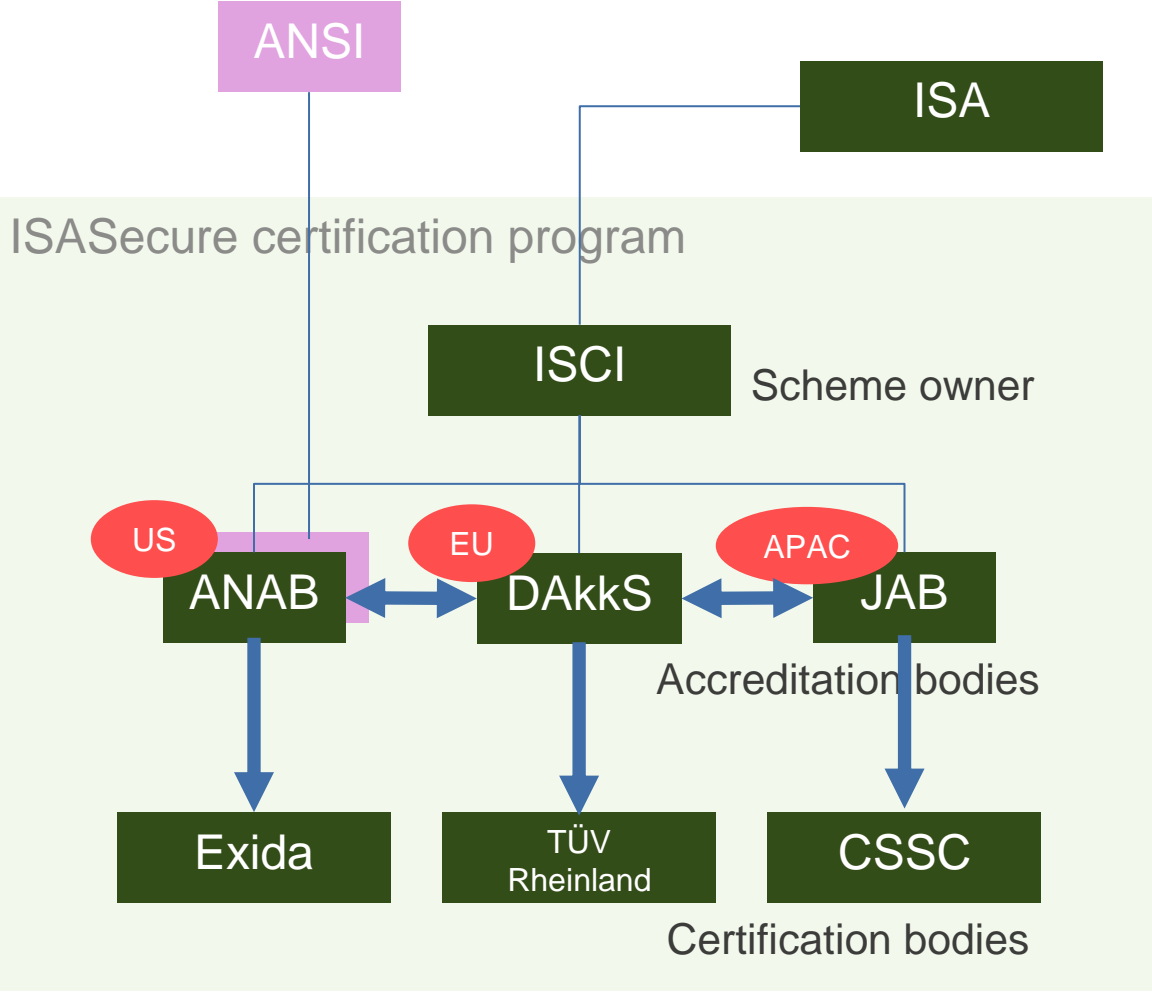 ANSI
ISA
ISASecure certification program
ISCI
Scheme owner
US
EU
APAC
ANAB
DAkkS
JAB
Accreditation bodies
Exida
TÜV
Rheinland
CSSC
Certification bodies